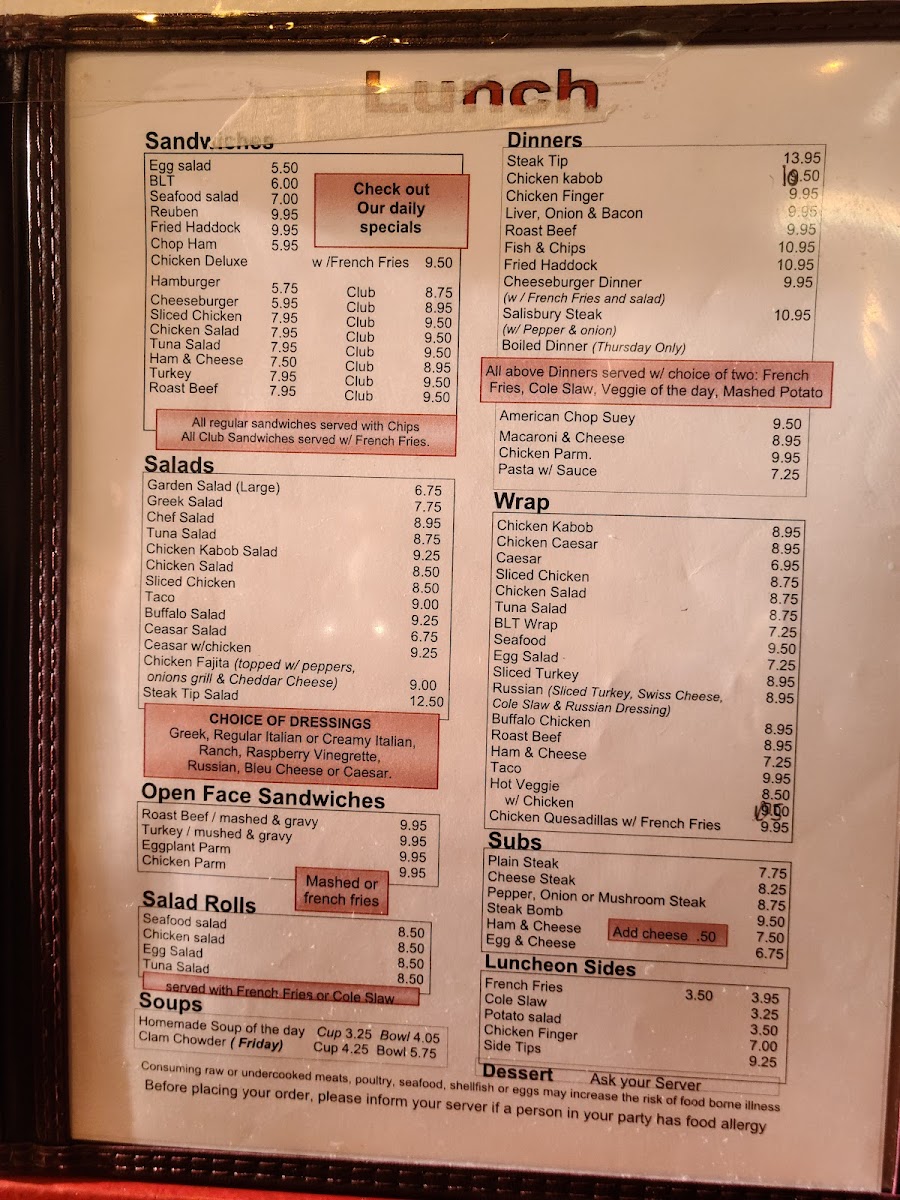 Lunch
Sandwiches
Egg salad 5.50
BLT 6.00
Seafood salad 7.00
Reuben 9.95
Fried Haddock 9.95
Chop Ham 5.95
Check out
Our daily
specials
Chicken Deluxe w /French Fries 9.50
Hamburger 5.75 Club 8.75
Cheeseburger 5.95 Club 8.95
Sliced Chicken 7.95 Club 9.50
Chicken Salad 7.95 Club 9.50
Tuna Salad 7.95 Club 9.50
Ham & Cheese 7.50 Club 8.95
Turkey 7.95 Club 9.50
Roast Beef 7.95 Club 9.50
All regular sandwiches served with Chips
All Club Sandwiches served w/ French Fries.
Salads
Garden Salad (Large) 6.75
Greek Salad 7.75
Chef Salad 8.95
Tuna Salad 8.75
Chicken Kabob Salad 9.25
Chicken Salad 8.50
Sliced Chicken 8.50
Taco 9.00
Buffalo Salad 9.25
Ceasar Salad 6.75
Ceasar w/chicken 9.25
Chicken Fajita (topped w/ peppers,
onions grill & Cheddar Cheese) 9.00
Steak Tip Salad 12.50
CHOICE OF DRESSINGS
Greek, Regular Italian or Creamy Italian,
Ranch, Raspberry Vinegrette,
Russian, Bleu Cheese or Caesar.
Open Face Sandwiches
Roast Beef / mashed & gravy 9.95
Turkey / mushed & gravy 9.95
Eggplant Parm 9.95
Chicken Parm 9.95
Mashed or
french fries
Salad Rolls
Seafood salad 8.50
Chicken salad 8.50
Egg Salad 8.50
Tuna Salad 8.50
served with French Fries or Cole Slaw
Soups
Homemade Soup of the day Cup 3.25 Bowl 4.05
Clam Chowder ( Friday) Cup 4.25 Bowl 5.75
Dinners
Steak Tip 13.95
Chicken kabob 10.50
Chicken Finger 9.95
Liver, Onion & Bacon 9.95
Roast Beef 9.95
Fish & Chips 10.95
Fried Haddock 10.95
Cheeseburger Dinner 9.95
(w / French Fries and salad)
Salisbury Steak 10.95
(w/ Pepper & onion)
Boiled Dinner (Thursday Only)
All above Dinners served w/ choice of two: French
Fries, Cole Slaw, Veggie of the day, Mashed Potato
American Chop Suey 9.50
Macaroni & Cheese 8.95
Chicken Parm. 9.95
Pasta w/ Sauce 7.25
Wrap
Chicken Kabob 8.95
Chicken Caesar 8.95
Caesar 6.95
Sliced Chicken 8.75
Chicken Salad 8.75
Tuna Salad 8.75
BLT Wrap 7.25
Seafood 9.50
Egg Salad 7.25
Sliced Turkey 8.95
Russian (Sliced Turkey, Swiss Cheese, 8.95
Cole Slaw & Russian Dressing)
Buffalo Chicken 8.95
Roast Beef 8.95
Ham & Cheese 7.25
Taco 9.95
Hot Veggie 8.50
w/ Chicken
Chicken Quesadillas w/ French Fries 9.95
Subs
Plain Steak 7.75
Cheese Steak 8.25
Pepper, Onion or Mushroom Steak 8.75
Steak Bomb 9.50
Ham & Cheese 7.50
Egg & Cheese 6.75
Add cheese .50
Luncheon Sides
French Fries 3.50 3.95
Cole Slaw 3.25
Potato salad 3.50
Chicken Finger 7.00
Side Tips 9.25
Dessert Ask your Server
Consuming raw or undercooked meats, poultry, seafood, shellfish or eggs may increase the risk of food borne illness
Before placing your order, please inform your server if a person in your party has food allergy